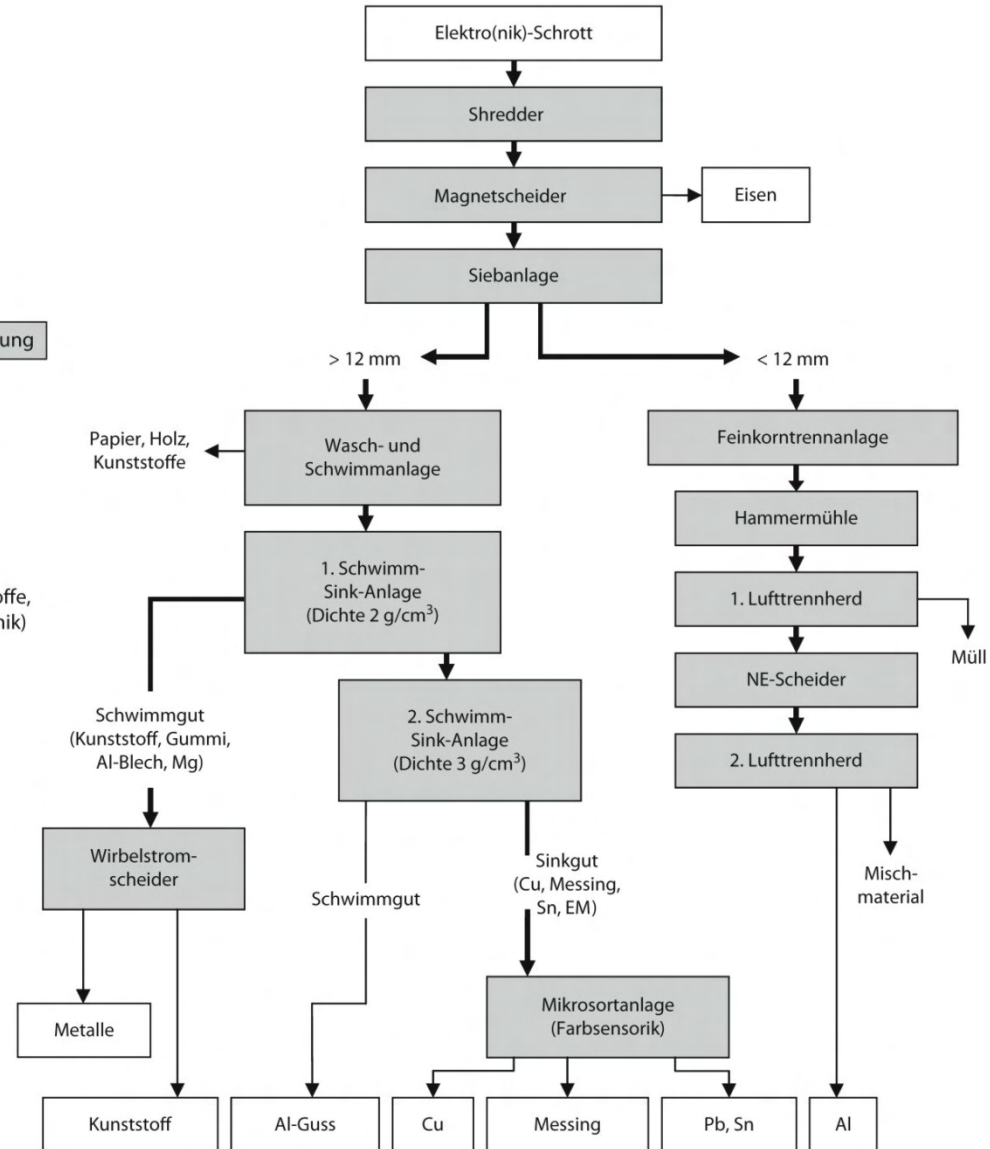 Elektro(nik)-Schrott
Shredder
Magnetscheider
Eisen
Siebanlage
ung
> 12 mm
< 12 mm
Papier, Holz,
Kunststoffe
Wasch- und
Schwimmanlage
Feinkorntrennanlage
Hammermühle
1. Schwimm-
Sink-Anlage
(Dichte 2 g/cm³)
offe,
nik)
1. Lufttrennherd
Müll
NE-Scheider
2. Schwimm-
Sink-Anlage
(Dichte 3 g/cm³)
2. Lufttrennherd
Schwimmgut
(Kunststoff, Gummi,
Al-Blech, Mg)
Wirbelstrom-
scheider
Schwimmgut
Sinkgut
(Cu, Messing,
Sn, EM)
Misch-
material
Metalle
Mikrosortanlage
(Farbsensorik)
Kunststoff
Al-Guss
Cu
Messing
Pb, Sn
Al